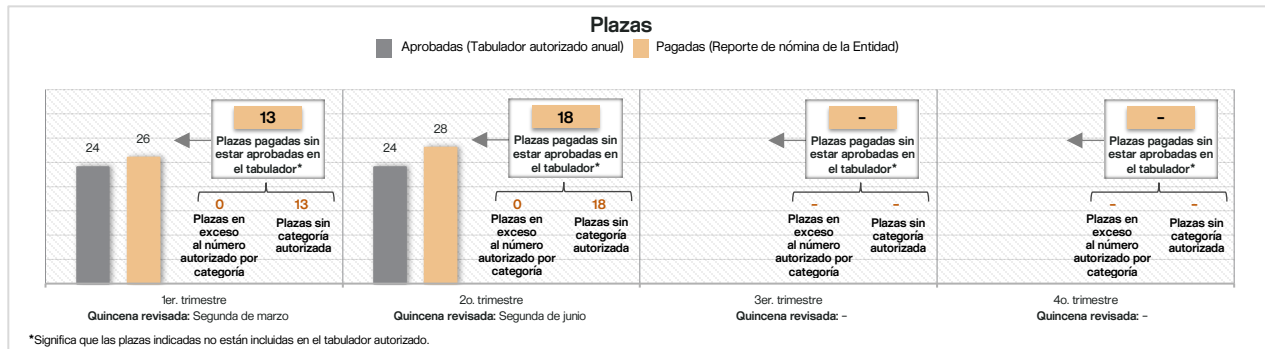 Plazas
Aprobadas (Tabulador autorizado anual)
Pagadas (Reporte de nómina de la Entidad)
24
26
13
Plazas pagadas sin
estar aprobadas en
el tabulador*
0
13
Plazas en
exceso
al número
autorizado por
categoría
Plazas sin
categoría
autorizada
24
28
18
Plazas pagadas sin
estar aprobadas en
el tabulador*
0
18
Plazas en
exceso
al número
autorizado por
categoría
Plazas sin
categoría
autorizada
-
Plazas pagadas sin
estar aprobadas en
el tabulador*
-
-
Plazas en
exceso
al número
autorizado por
categoría
Plazas sin
categoría
autorizada
-
Plazas pagadas sin
estar aprobadas en
el tabulador*
-
-
Plazas en
exceso
al número
autorizado por
categoría
Plazas sin
categoría
autorizada
1er. trimestre
Quincena revisada: Segunda de marzo
2o. trimestre
Quincena revisada: Segunda de junio
3er. trimestre
Quincena revisada: -
4o. trimestre
Quincena revisada: -
*Significa que las plazas indicadas no están incluidas en el tabulador autorizado.